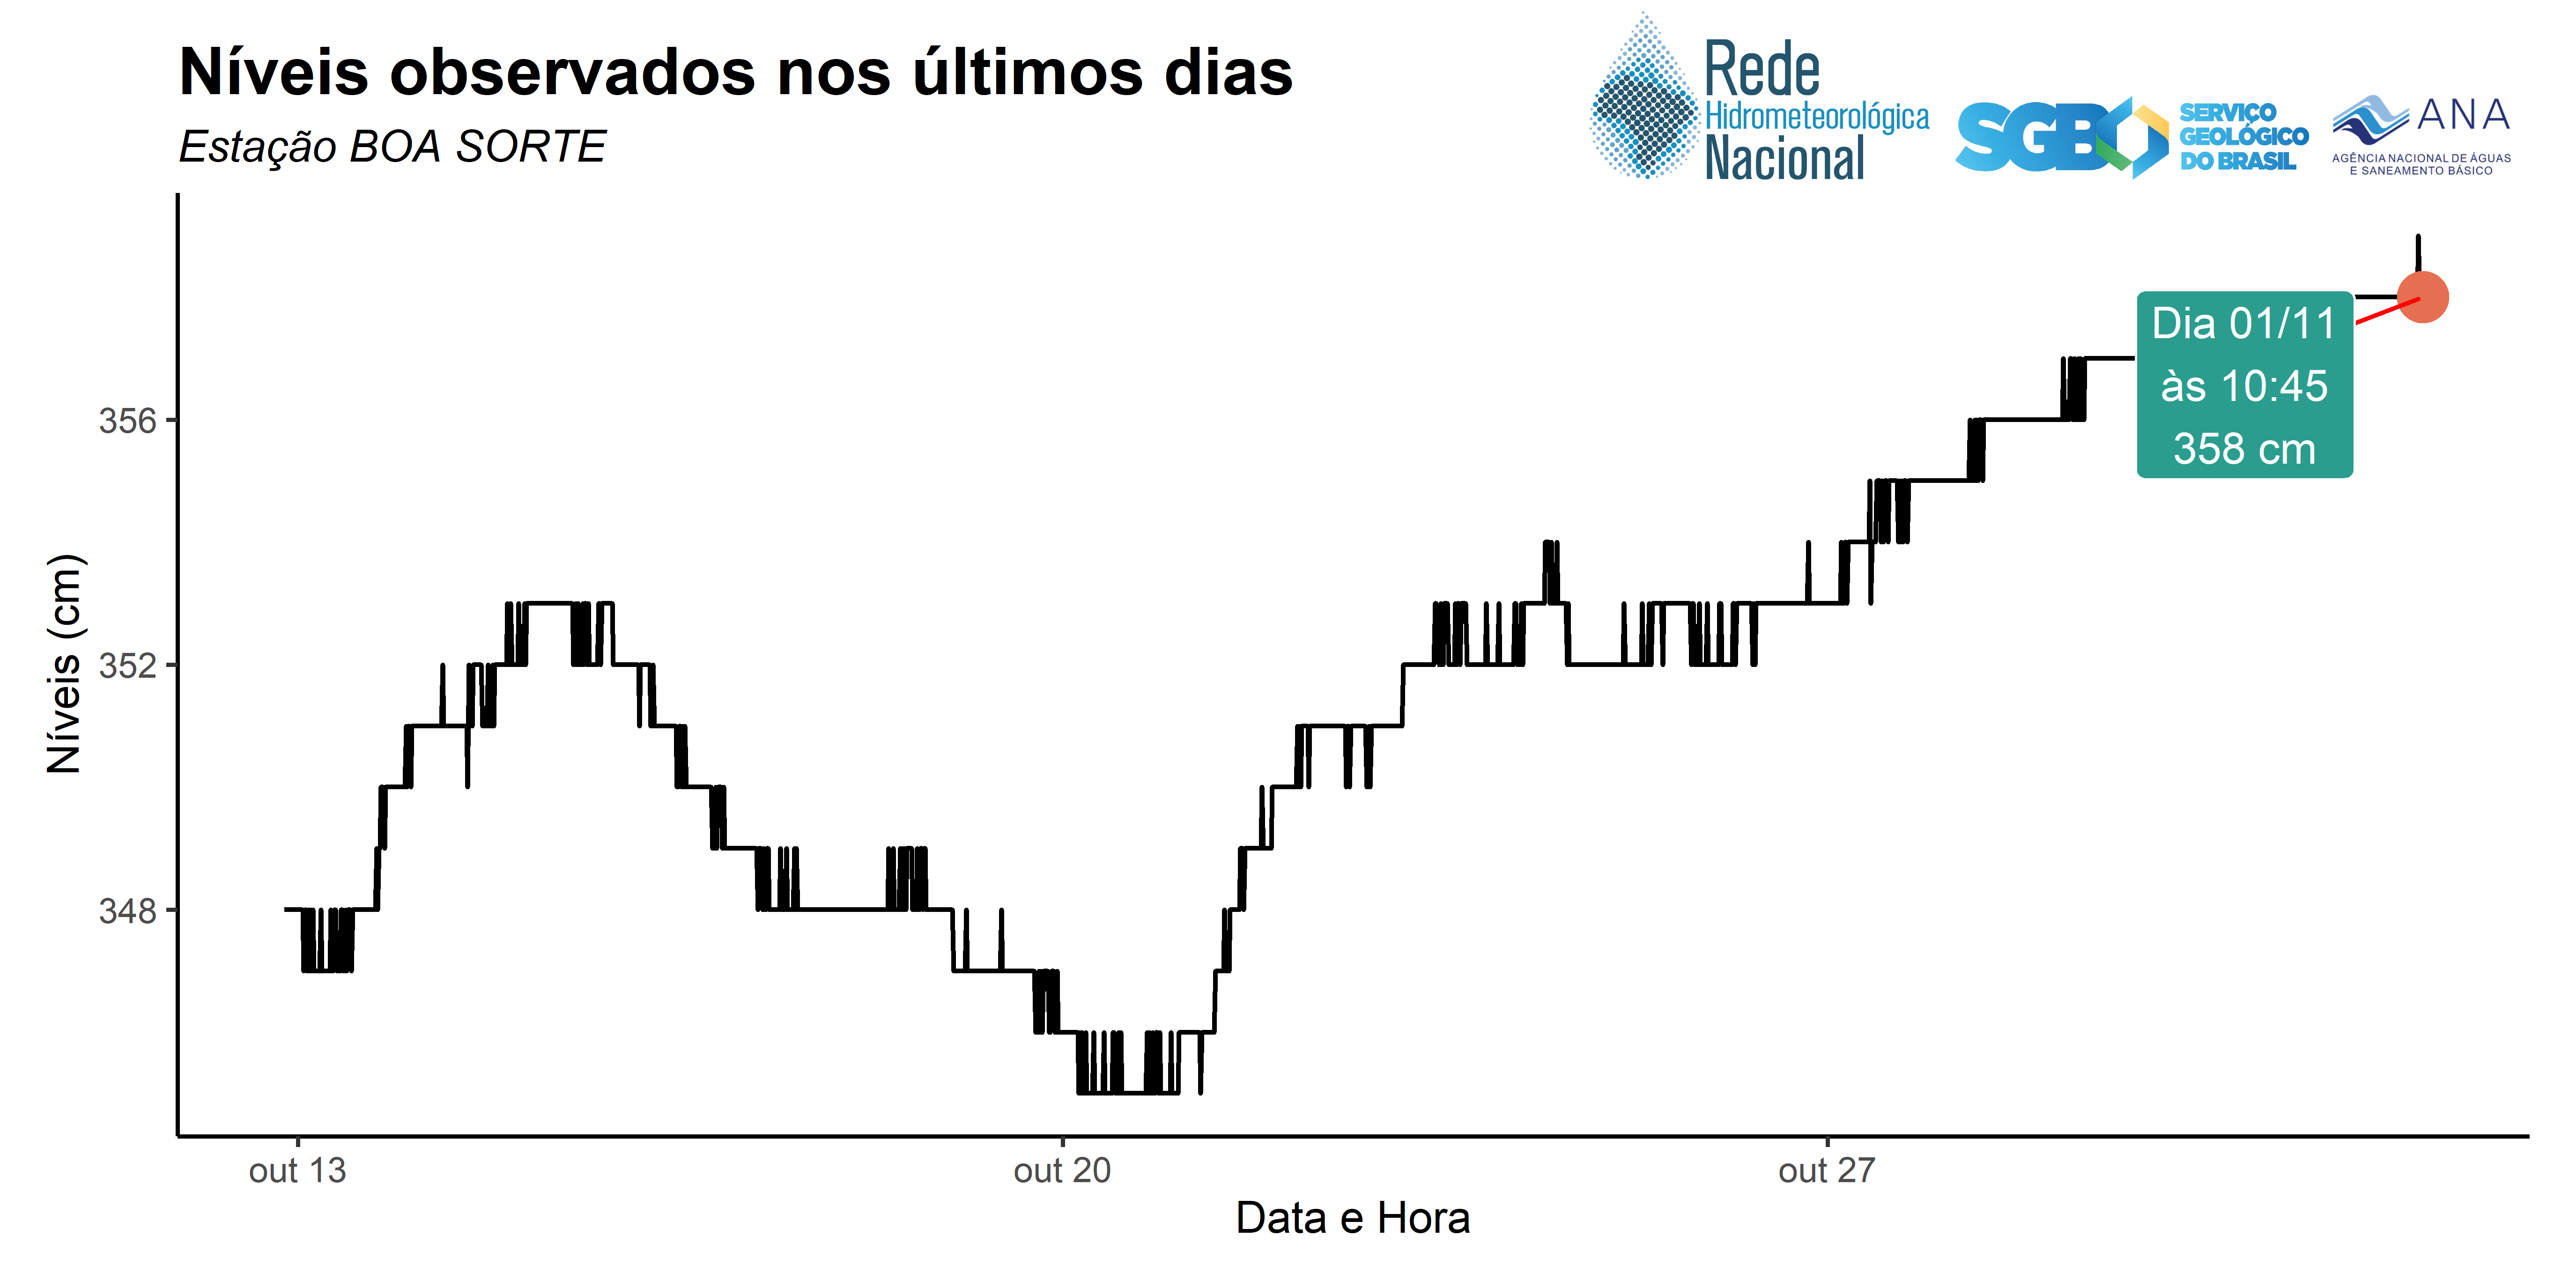 Níveis observados nos últimos dias
Estação BOA SORTE
Rede
Hidrometeorológica
Nacional
SGB
SERVIÇO
GEOLÓGICO
DO BRASIL
ANA
AGÊNCIA NACIONAL DE ÁGUAS
E SANEAMENTO BÁSICO
Dia 01/11
às 10:45
358 cm
Níveis (cm)
356
352
348
out 13
out 20
out 27
Data e Hora